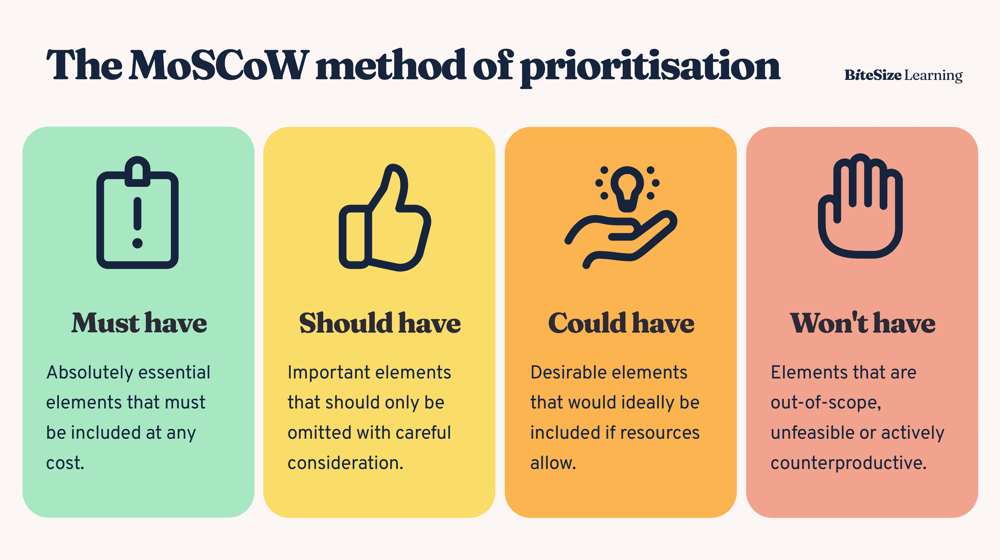 The MoSCoW method of prioritisation
BiteSize Learning
Must have
Absolutely essential
elements that must
be included at any
cost.
Should have
Important elements
that should only be
omitted with careful
consideration.
Could have
Desirable elements
that would ideally be
included if resources
allow.
Won't have
Elements that are
out-of-scope,
unfeasible or actively
counterproductive.